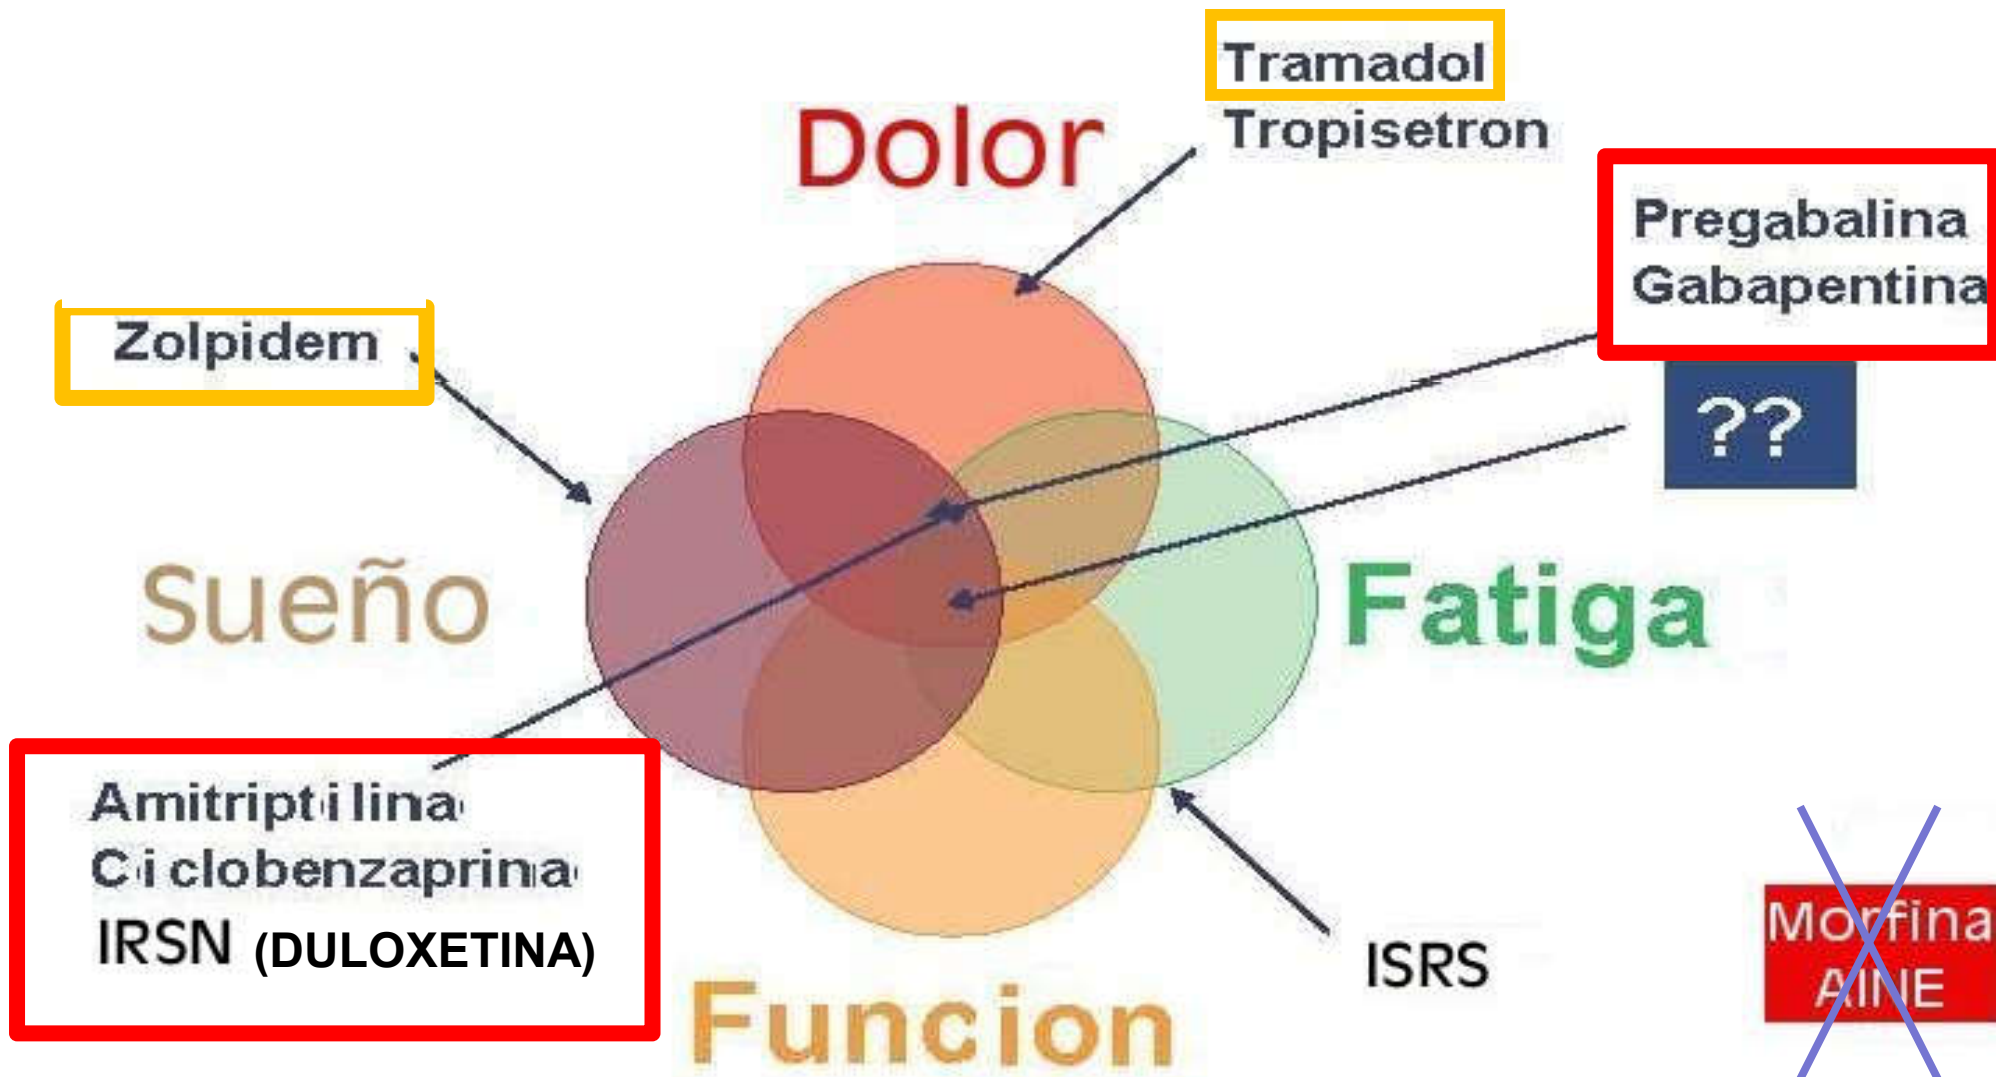 Tramadol
Tropisetron
Dolor
Pregabalina
Gabapentina
Zolpidem
??
Sueño
Fatiga
Amitriptilina
Ciclobenzaprina
IRSN (DULOXETINA)
ISRS
Morfina
AINE
Funcion